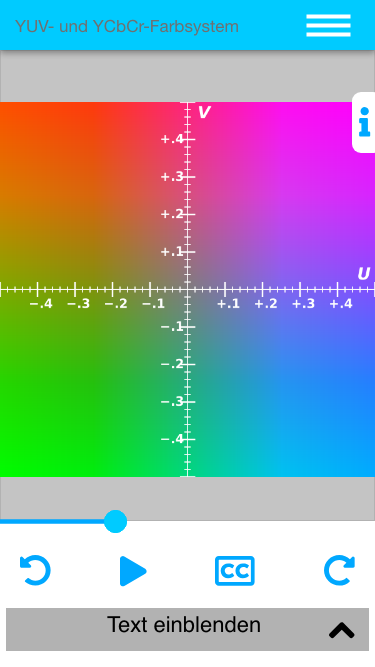 YUV- und YCbCr-Farbsystem
V
+.4
+.3
+.2
+.1
U
-.4 -.3 -.2 -.1 +.1 +.2 +.3 +.4
-.1
-.2
-.3
-.4
CC
Text einblenden